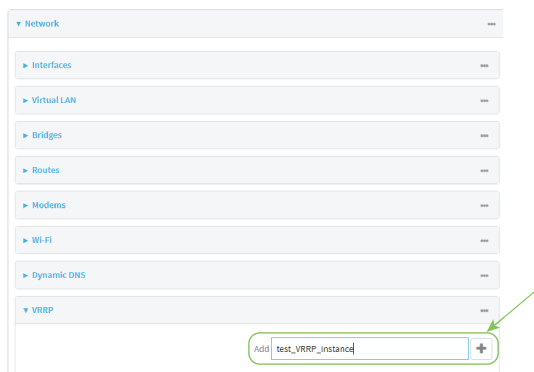 Network
Interfaces
Virtual LAN
Bridges
Routes
Modems
Wi-Fi
Dynamic DNS
VRRP
Add test_VRRP_instance